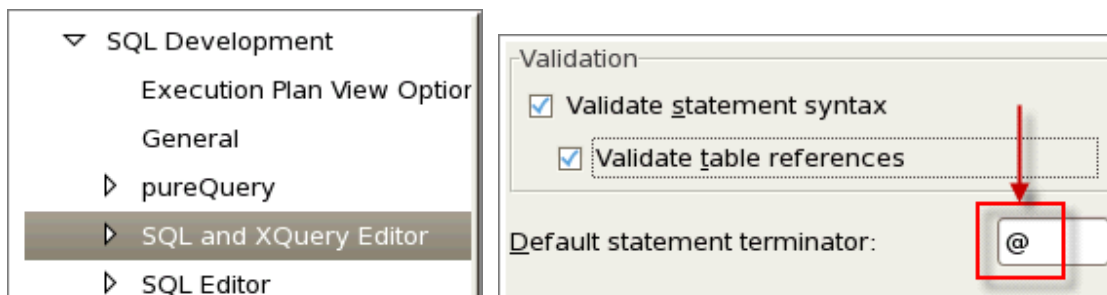 SQL Development
Execution Plan View Option
General
pureQuery
SQL and XQuery Editor
SQL Editor
Validation
Validate statement syntax
Validate table references
Default statement terminator:
@